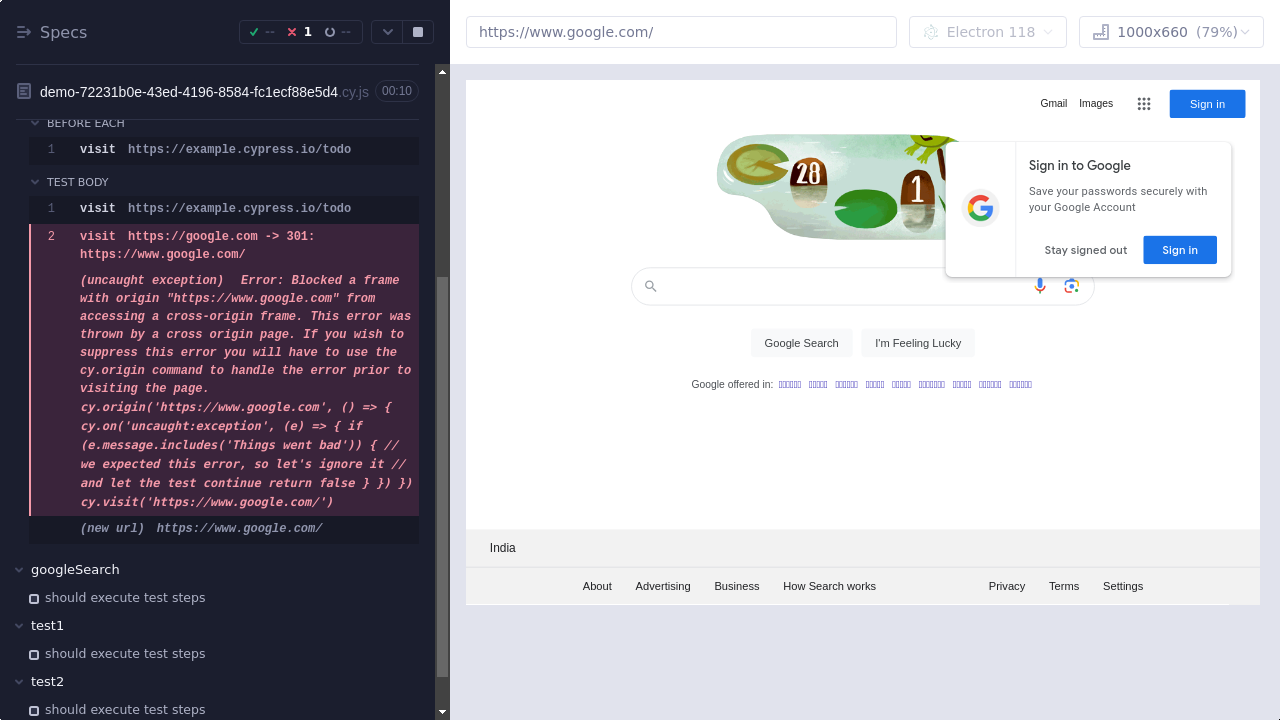 Specs
--
1
--
demo-72231b0e-43ed-4196-8584-fc1ecf88e5d4.cy.js
00:10
BEFORE EACH
1 visit https://example.cypress.io/todo
TEST BODY
1 visit https://example.cypress.io/todo
2 visit https://google.com -> 301:
https://www.google.com/
(uncaught exception) Error: Blocked a frame
with origin "https://www.google.com" from
accessing a cross-origin frame. This error was
thrown by a cross origin page. If you wish to
suppress this error you will have to use the
cy.origin command to handle the error prior to
visiting the page.
cy.origin('https://www.google.com', () => {
cy.on('uncaught:exception', (e) => { if
(e.message.includes('Things went bad')) { //
we expected this error, so let's ignore it //
and let the test continue return false } }) })
cy.visit('https://www.google.com/')
(new url) https://www.google.com/
googleSearch
should execute test steps
test1
should execute test steps
test2
should execute test steps
https://www.google.com/
Electron 118
1000x660 (79%)
Gmail
Images
Sign in
28
1
Sign in to Google
Save your passwords securely with
your Google Account
Stay signed out
Sign in
Google Search
I'm Feeling Lucky
Google offered in:
India
About
Advertising
Business
How Search works
Privacy
Terms
Settings